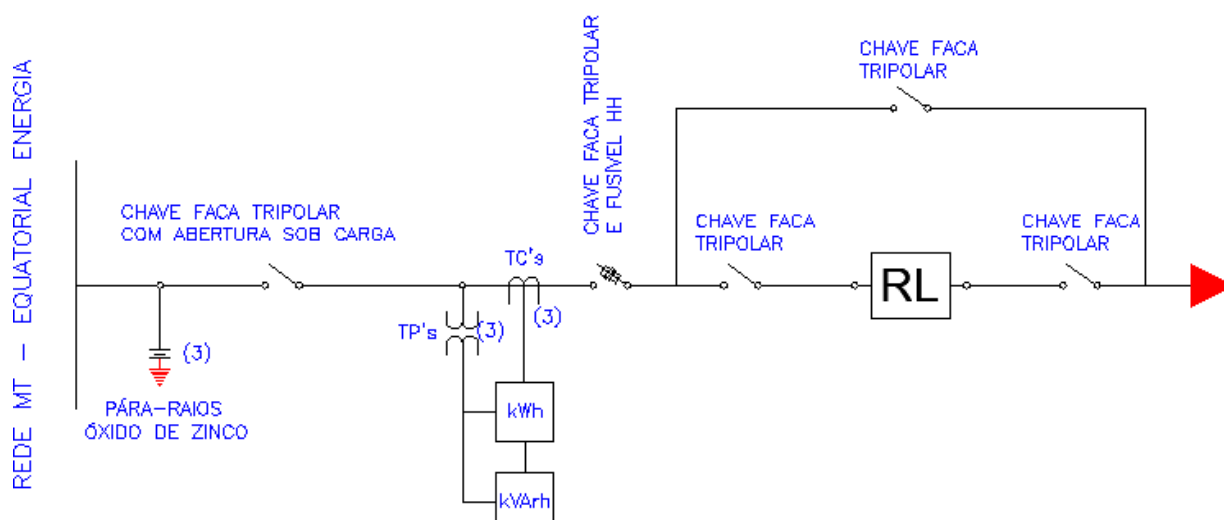 REDE MT – EQUATORIAL ENERGIA
CHAVE FACA TRIPOLAR
COM ABERTURA SOB CARGA
(3)
PÁRA-RAIOS
ÓXIDO DE ZINCO
TP's
(3)
TC's
(3)
kWh
kVArh
CHAVE FACA TRIPOLAR
E FUSÍVEL HH
CHAVE FACA
TRIPOLAR
CHAVE FACA
TRIPOLAR
RL
CHAVE FACA
TRIPOLAR